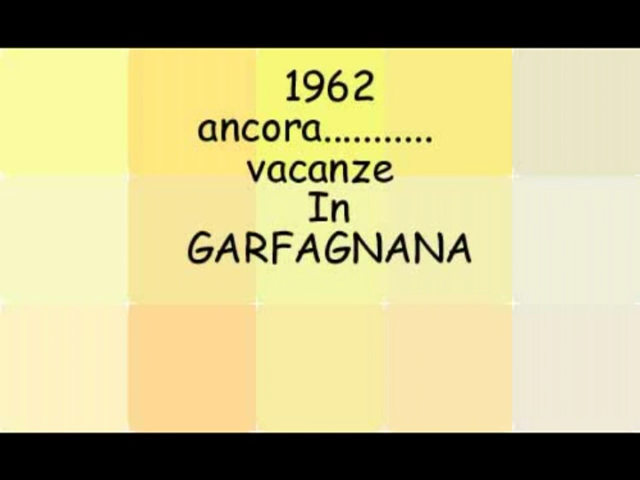 1962
ancora...........
vacanze
In
GARFAGNANA